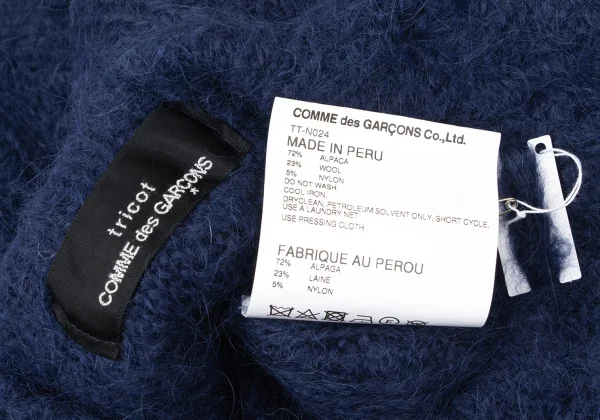 tricot
COMME des GARÇONS
COMME des GARÇONS Co.,Ltd.
TT-N024
MADE IN PERU
72% ALPACA
23% WOOL
5% NYLON
DO NOT WASH.
COOL IRON.
DRYCLEAN, PETROLEUM SOLVENT ONLY, SHORT CYCLE.
USE A LAUNDRY NET
USE PRESSING CLOTH
FABRIQUE AU PEROU
72% ALPAGA
23% LAINE
5% NYLON